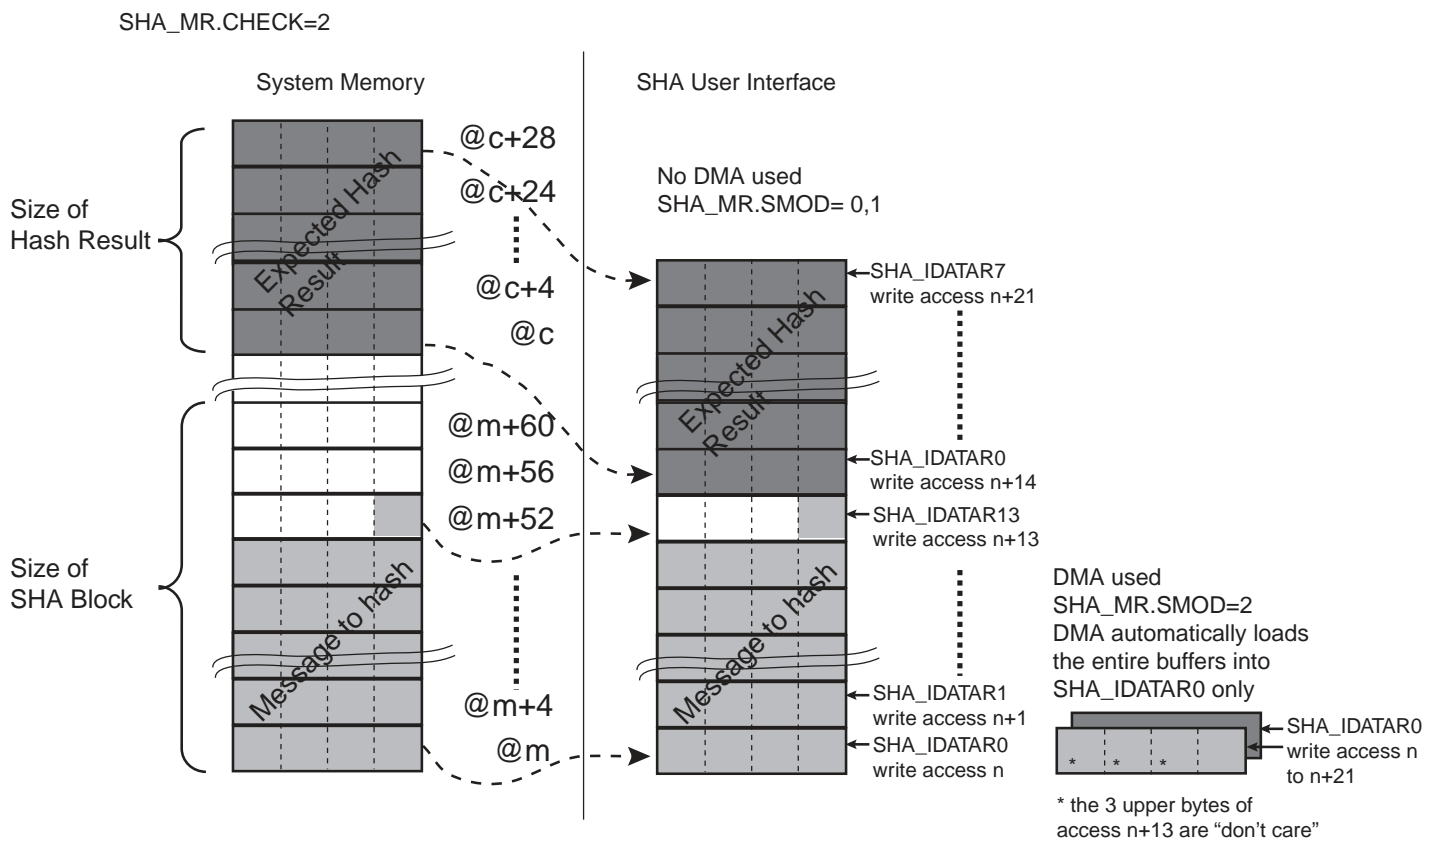 SHA_MR.CHECK=2
System Memory
SHA User Interface
Size of
Hash Result
Expected Hash
Result
@c+28
@c+24
@c+4
@c
Size of
SHA Block
Message to hash
@m+60
@m+56
@m+52
@m+4
@m
No DMA used
SHA_MR.SMOD= 0,1
Expected Hash
Result
SHA_IDATAR7
write access n+21
SHA_IDATAR0
write access n+14
SHA_IDATAR13
write access n+13
Message to hash
SHA_IDATAR1
write access n+1
SHA_IDATAR0
write access n
DMA used
SHA_MR.SMOD=2
DMA automatically loads
the entire buffers into
SHA_IDATAR0 only
SHA_IDATAR0
write access n
to n+21
* * *
* the 3 upper bytes of
access n+13 are “don’t care”